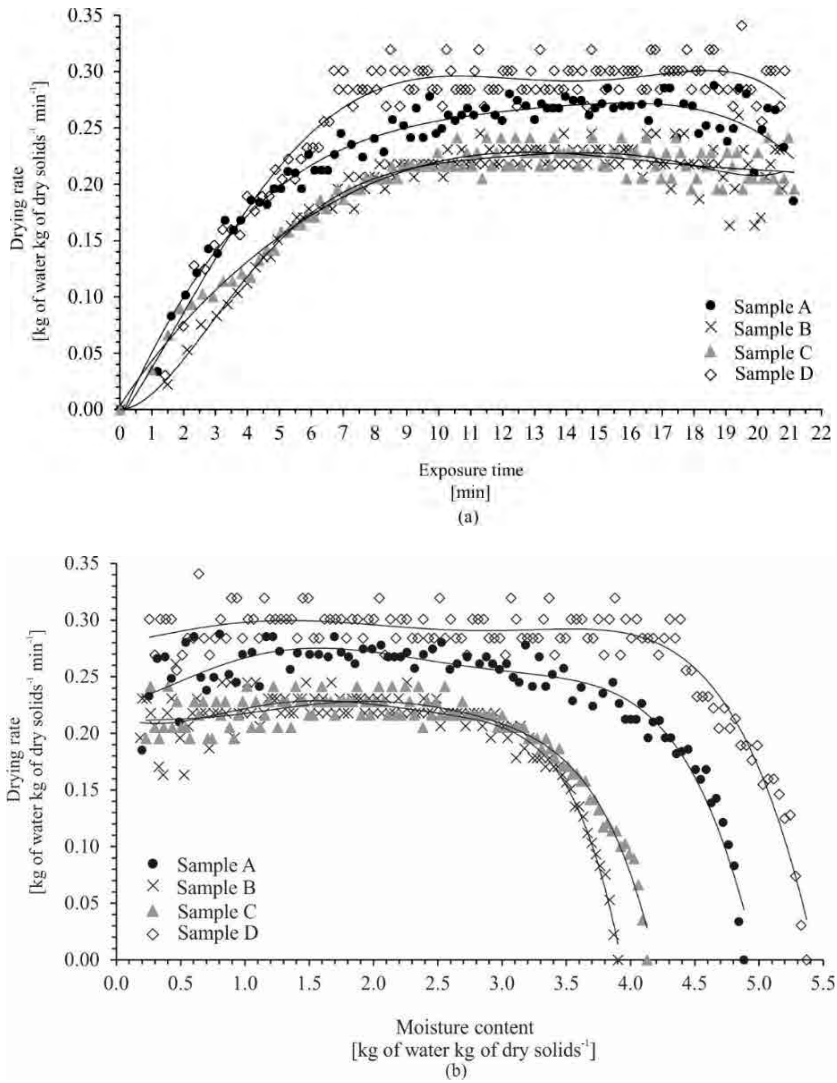 0.35
0.30
0.25
0.20
0.15
0.10
0.05
0.00
Drying rate
[kg of water kg of dry solids⁻¹ min⁻¹]
Sample A
Sample B
Sample C
Sample D
0 1 2 3 4 5 6 7 8 9 10 11 12 13 14 15 16 17 18 19 20 21 22
Exposure time
[min]
(a)
0.35
0.30
0.25
0.20
0.15
0.10
0.05
0.00
Drying rate
[kg of water kg of dry solids⁻¹ min⁻¹]
Sample A
Sample B
Sample C
Sample D
0.0 0.5 1.0 1.5 2.0 2.5 3.0 3.5 4.0 4.5 5.0 5.5
Moisture content
[kg of water kg of dry solids⁻¹]
(b)